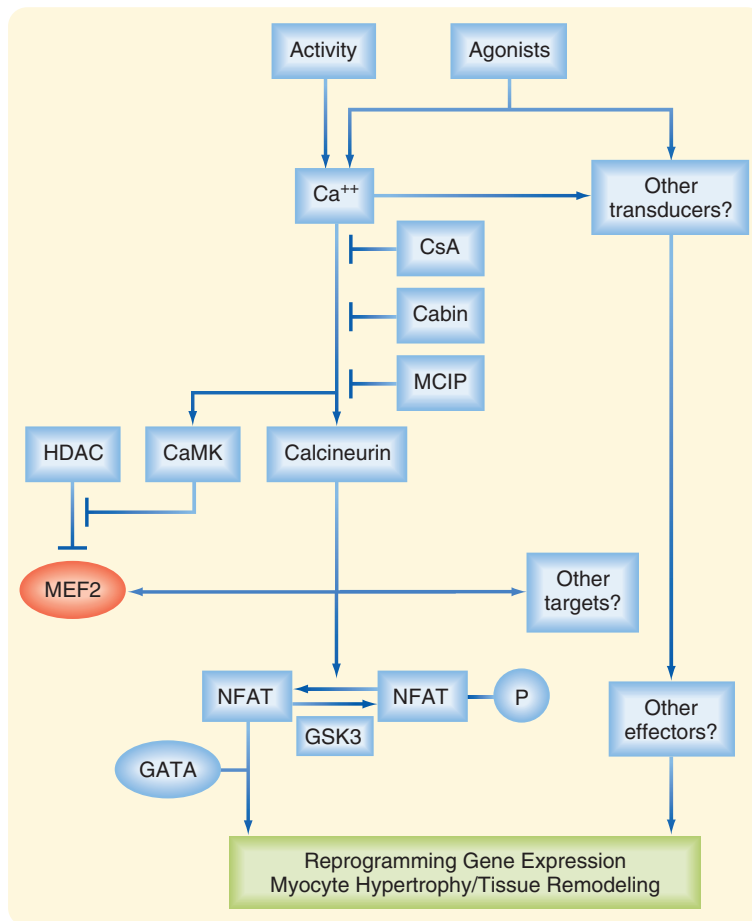 Activity
Agonists
Ca++
Other
transducers?
CsA
Cabin
MCIP
HDAC
CaMK
Calcineurin
MEF2
Other
targets?
NFAT
NFAT
P
GSK3
Other
effectors?
GATA
Reprogramming Gene Expression
Myocyte Hypertrophy/Tissue Remodeling